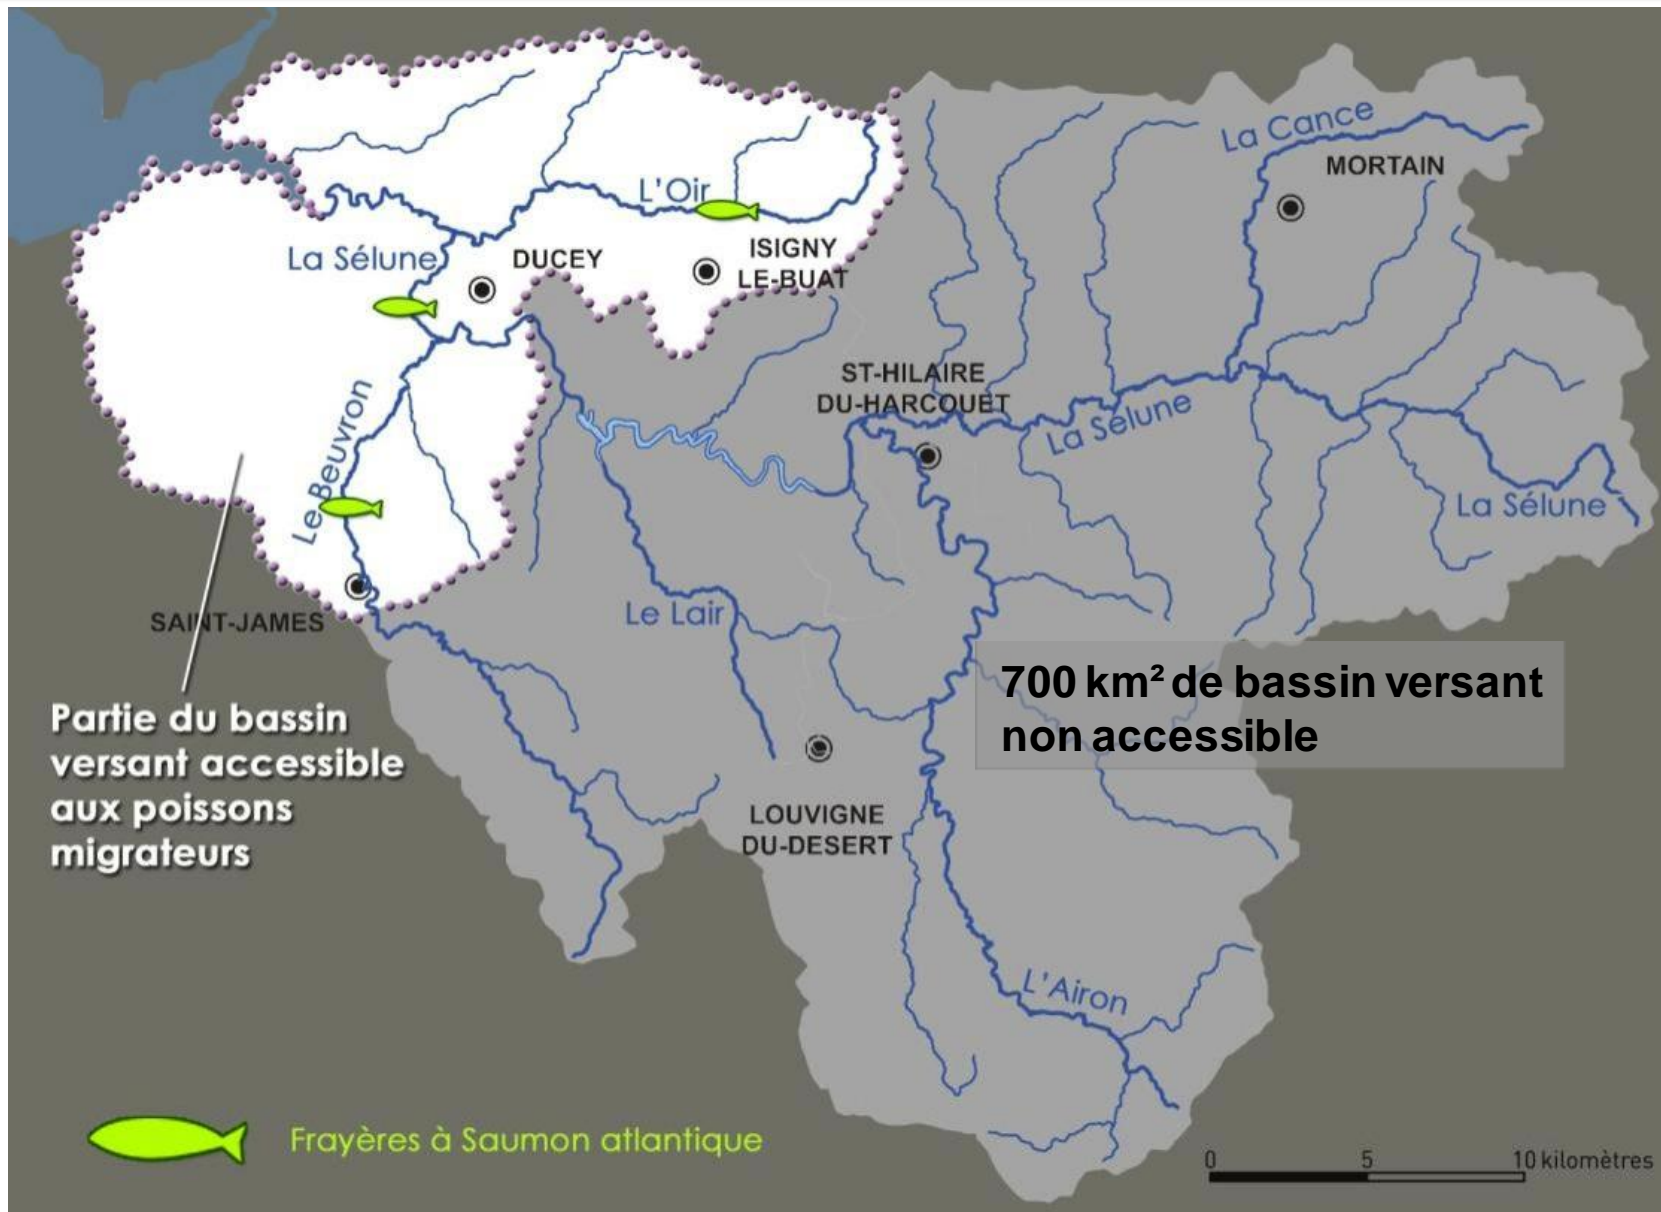 La Cance
MORTAIN
L'Oir
La Sélune
DUCEY
ISIGNY
LE-BUAT
ST-HILAIRE
DU-HARCOUËT
La Sélune
Le Beuvron
La Sélune
SAINT-JAMES
Le Lair
700 km² de bassin versant
non accessible
Partie du bassin
versant accessible
aux poissons
migrateurs
LOUVIGNE
DU-DESERT
L'Airon
Frayères à Saumon atlantique
0 5 10 kilomètres